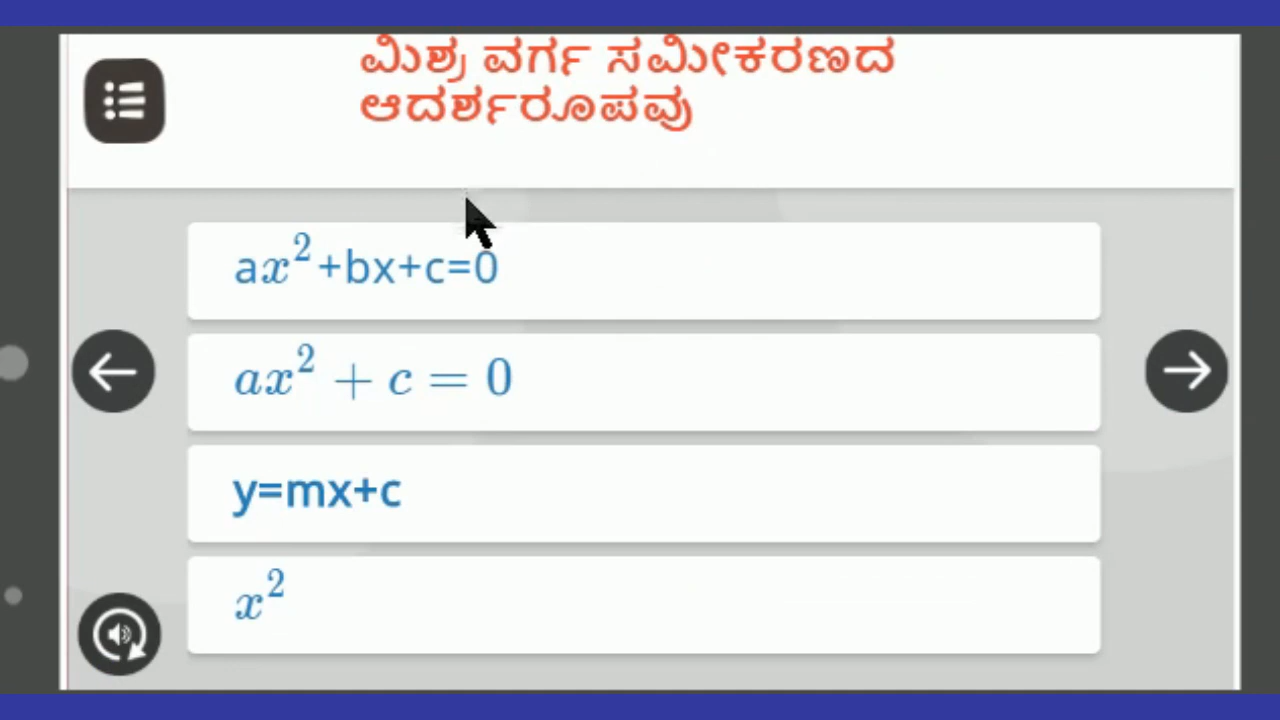 ಮಿಶ್ರ ವರ್ಗ ಸಮೀಕರಣದ
ಆದರ್ಶರೂಪವು
ax²+bx+c=0
ax² + c = 0
y=mx+c
x²